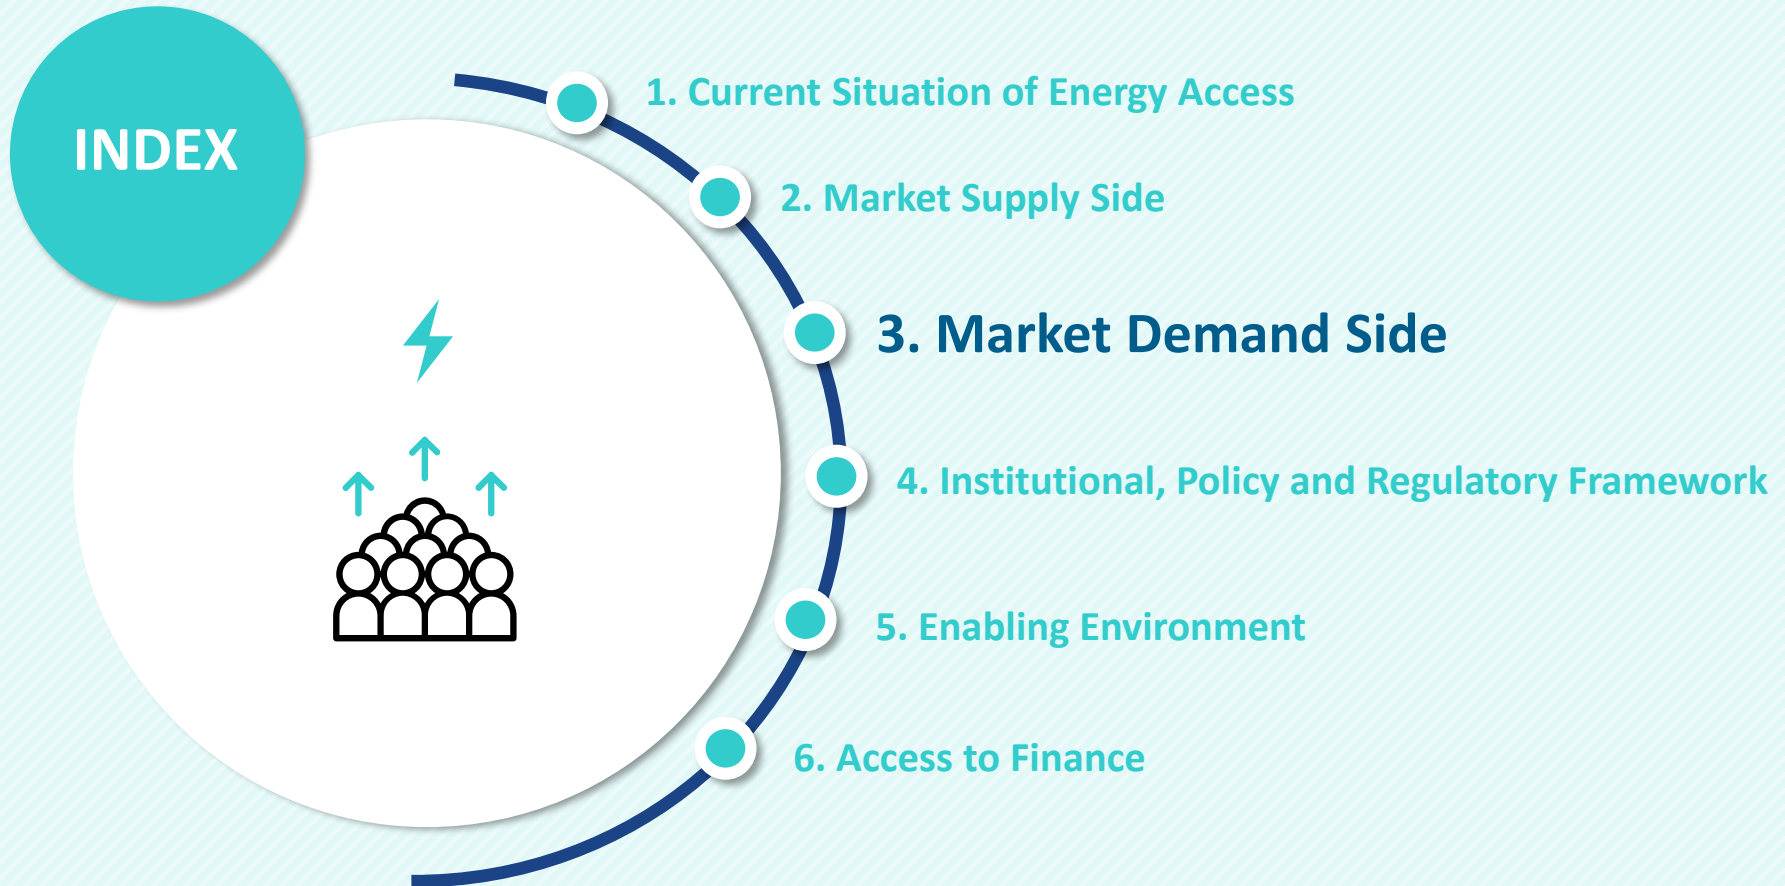 INDEX
1. Current Situation of Energy Access
2. Market Supply Side
3. Market Demand Side
4. Institutional, Policy and Regulatory Framework
5. Enabling Environment
6. Access to Finance